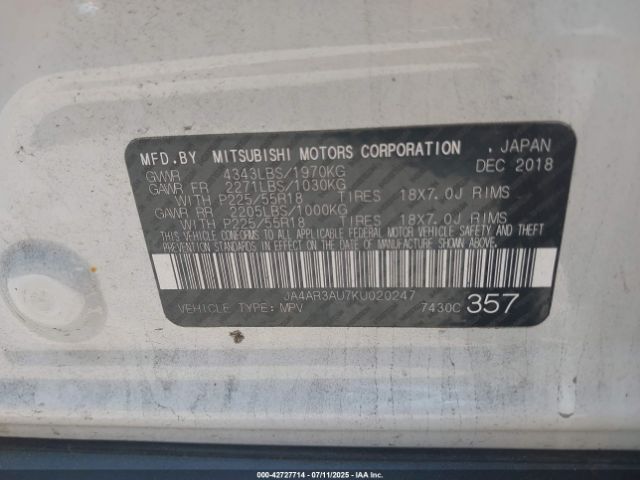 MFD.BY MITSUBISHI MOTORS CORPORATION . JAPAN
GVWR 4343LBS/1970KG DEC 2018
GAWR FR 2271LBS/1030KG
WITH P225/55R18 TIRES 18X7.0J RIMS
GAWR RR 2205LBS/1000KG
WITH P225/55R18 TIRES 18X7.0J RIMS
THIS VEHICLE CONFORMS TO ALL APPLICABLE FEDERAL MOTOR VEHICLE SAFETY AND THEFT
PREVENTION STANDARDS IN EFFECT ON THE DATE OF MANUFACTURE SHOWN ABOVE.
JA4AR3AU7KU020247
VEHICLE TYPE: MPV 7430C 357
000-42727714 - 07/11/2025 - IAA Inc.